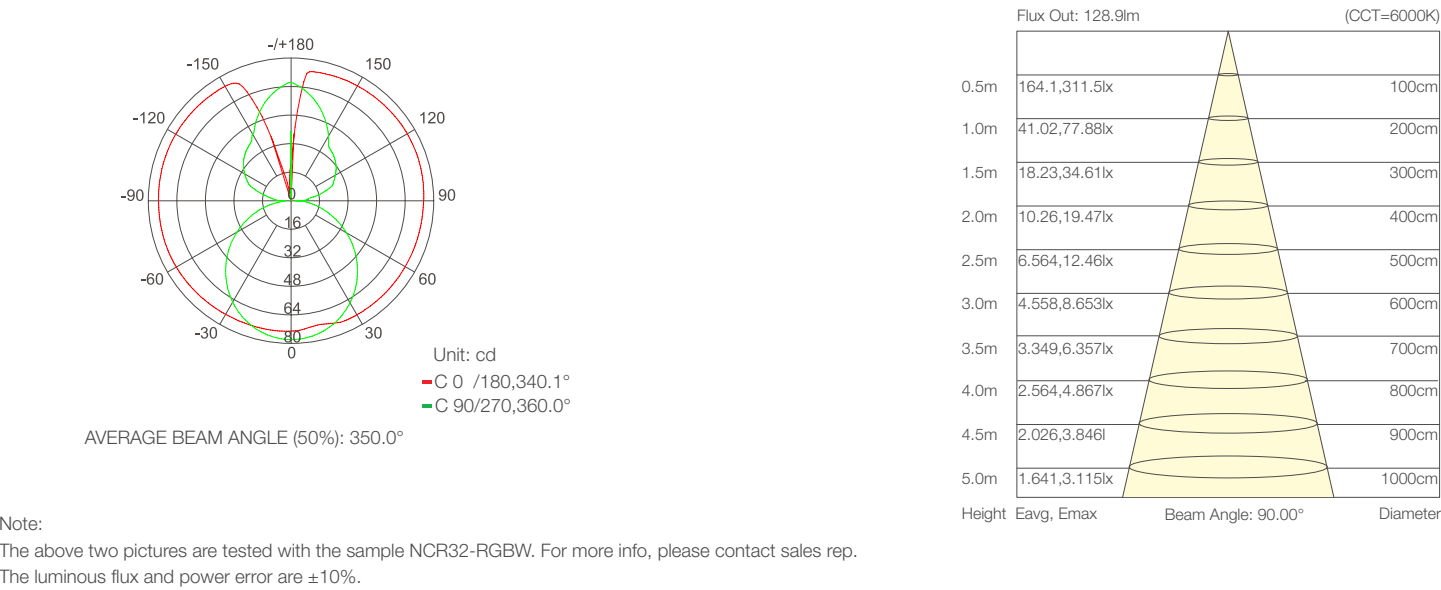 -/+180
-150
150
-120
120
-90
90
-60
60
-30
30
0
0
16
32
48
64
80
Unit: cd
C 0 /180,340.1°
C 90/270,360.0°
AVERAGE BEAM ANGLE (50%): 350.0°
Flux Out: 128.9lm (CCT=6000K)
0.5m 164.1,311.5lx 100cm
1.0m 41.02,77.88lx 200cm
1.5m 18.23,34.61lx 300cm
2.0m 10.26,19.47lx 400cm
2.5m 6.564,12.46lx 500cm
3.0m 4.558,8.653lx 600cm
3.5m 3.349,6.357lx 700cm
4.0m 2.564,4.867lx 800cm
4.5m 2.026,3.846l 900cm
5.0m 1.641,3.115lx 1000cm
Height Eavg, Emax Beam Angle: 90.00° Diameter
Note:
The above two pictures are tested with the sample NCR32-RGBW. For more info, please contact sales rep.
The luminous flux and power error are ±10%.